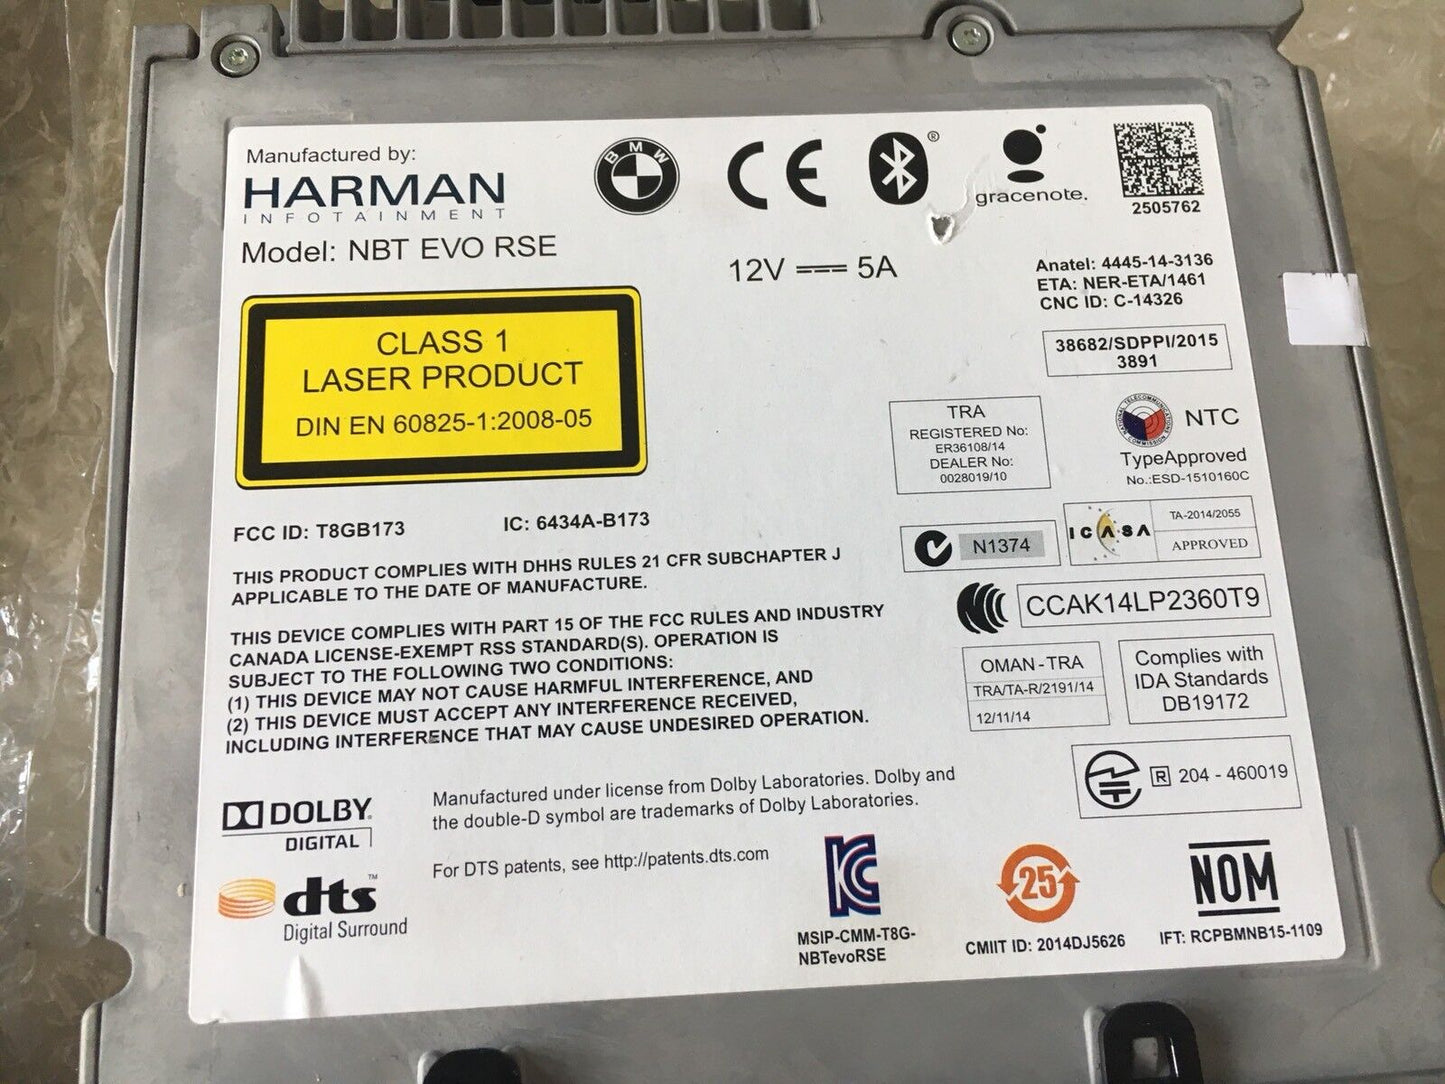 Manufactured by:
HARMAN
INFOTAINMENT
Model: NBT EVO RSE
BMW
CE
®
gracenote.
2505762
12V 5A
Anatel: 4445-14-3136
ETA: NER-ETA/1461
CNC ID: C-14326
CLASS 1
LASER PRODUCT
DIN EN 60825-1:2008-05
38682/SDPPI/2015
3891
TRA
REGISTERED No:
ER36108/14
DEALER No:
0028019/10
NATIONAL TELECOMMUNICATIONS COMMISSION
NTC
TypeApproved
No.:ESD-1510160C
FCC ID: T8GB173
IC: 6434A-B173
N1374
ICASA
TA-2014/2055
APPROVED
THIS PRODUCT COMPLIES WITH DHHS RULES 21 CFR SUBCHAPTER J
APPLICABLE TO THE DATE OF MANUFACTURE.
CCAK14LP2360T9
THIS DEVICE COMPLIES WITH PART 15 OF THE FCC RULES AND INDUSTRY
CANADA LICENSE-EXEMPT RSS STANDARD(S). OPERATION IS
SUBJECT TO THE FOLLOWING TWO CONDITIONS:
(1) THIS DEVICE MAY NOT CAUSE HARMFUL INTERFERENCE, AND
(2) THIS DEVICE MUST ACCEPT ANY INTERFERENCE RECEIVED,
INCLUDING INTERFERENCE THAT MAY CAUSE UNDESIRED OPERATION.
OMAN-TRA
TRA/TA-R/2191/14
12/11/14
Complies with
IDA Standards
DB19172
R 204 - 460019
DOLBY.
DIGITAL
Manufactured under license from Dolby Laboratories. Dolby and
the double-D symbol are trademarks of Dolby Laboratories.
For DTS patents, see http://patents.dts.com
dts™
Digital Surround
KC
MSIP-CMM-T8G-
NBTevoRSE
25
CMIIT ID: 2014DJ5626
NOM
IFT: RCPBMNB15-1109